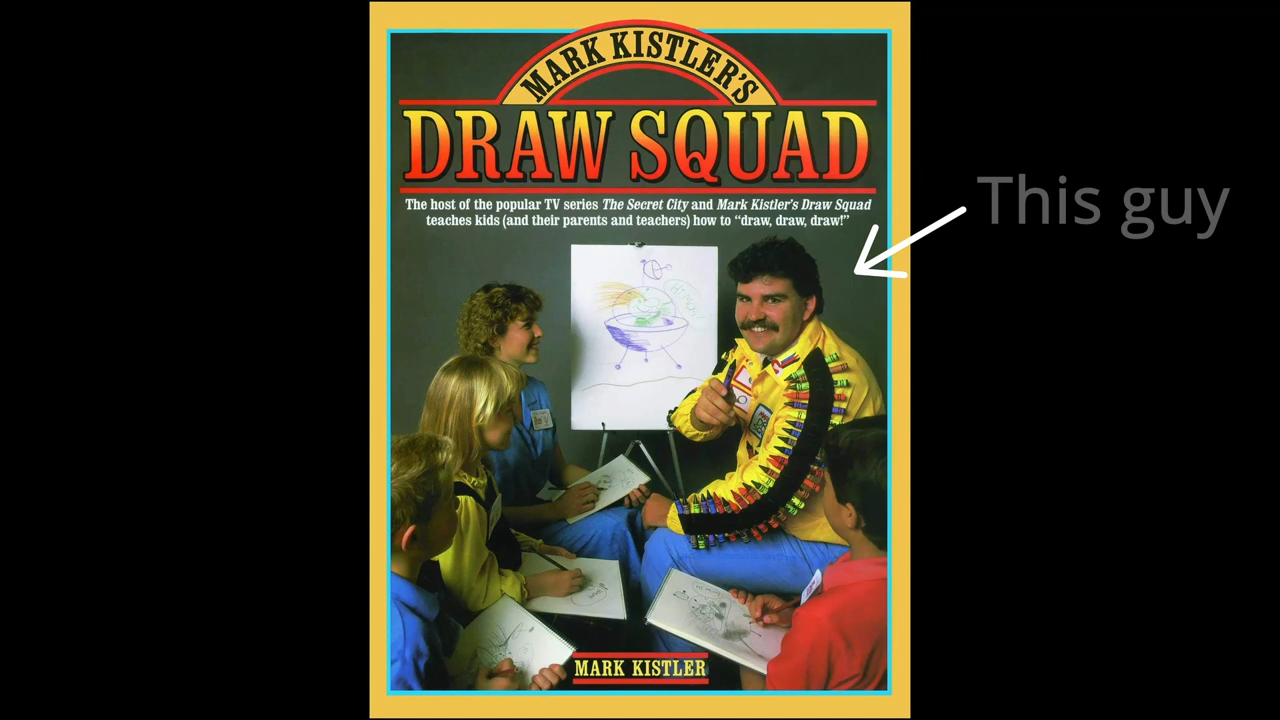 MARK KISTLER'S
DRAW SQUAD
The host of the popular TV series The Secret City and Mark Kistler's Draw Squad
teaches kids (and their parents and teachers) how to “draw, draw, draw!”
This guy
MARK KISTLER